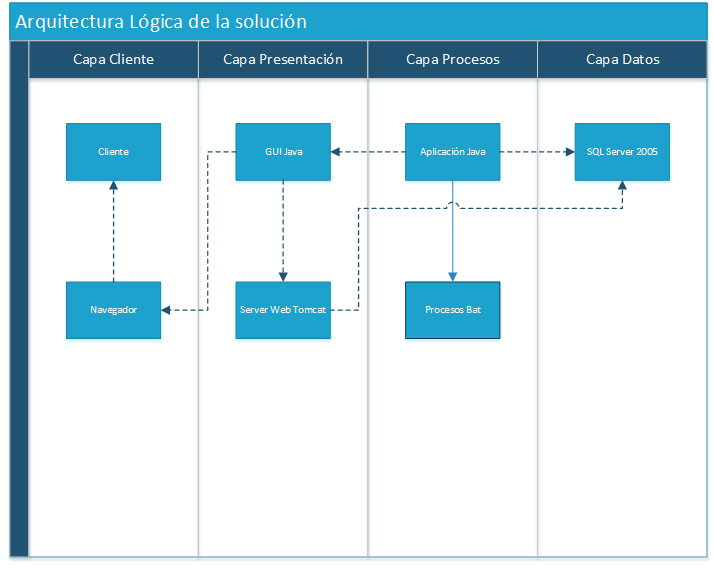 Arquitectura Lógica de la solución
Capa Cliente
Capa Presentación
Capa Procesos
Capa Datos
Cliente
GUI Java
Aplicación Java
SQL Server 2005
Navegador
Server Web Tomcat
Procesos Bat